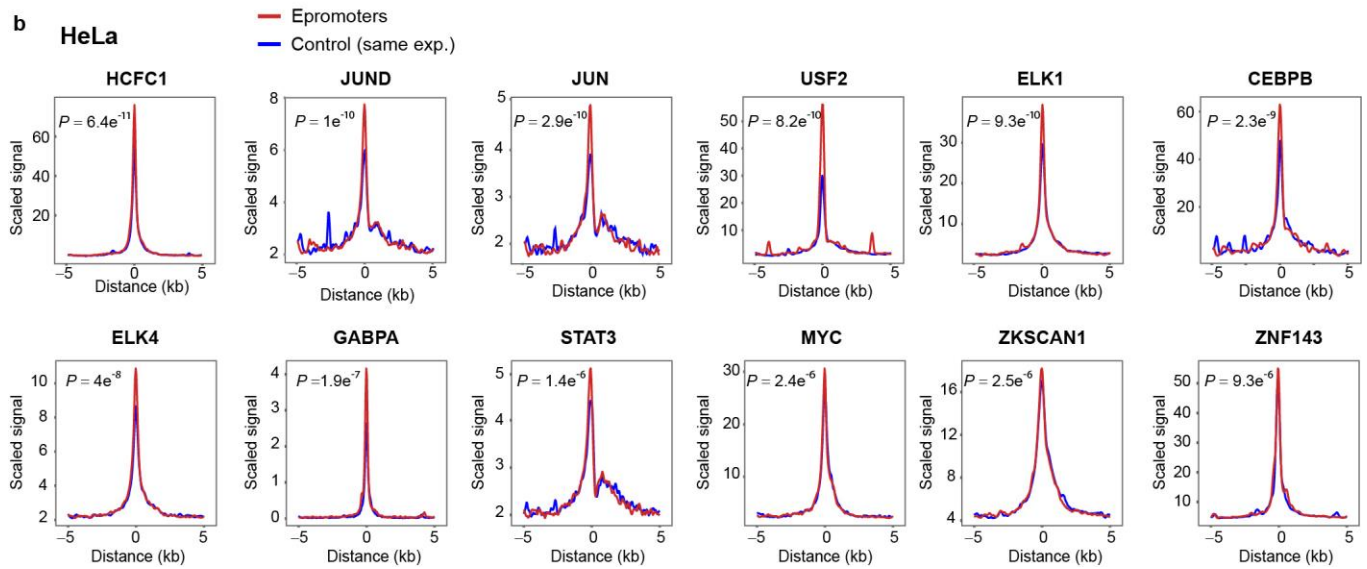 b
HeLa
Epromoters
Control (same exp.)
HCFC1
JUND
JUN
USF2
ELK1
CEBPB
P = 6.4e-11
P = 1e-10
P = 2.9e-10
P = 8.2e-10
P = 9.3e-10
P = 2.3e-9
Scaled signal
60
40
20
−5
0
5
Distance (kb)
Scaled signal
8
6
4
2
−5
0
5
Distance (kb)
Scaled signal
5
4
3
2
−5
0
5
Distance (kb)
Scaled signal
50
40
30
20
10
−5
0
5
Distance (kb)
Scaled signal
30
20
10
−5
0
5
Distance (kb)
Scaled signal
60
40
20
−5
0
5
Distance (kb)
ELK4
GABPA
STAT3
MYC
ZKSCAN1
ZNF143
P = 4e-8
P =1.9e-7
P = 1.4e-6
P = 2.4e-6
P = 2.5e-6
P = 9.3e-6
Scaled signal
10
8
6
4
2
−5
0
5
Distance (kb)
Scaled signal
4
3
2
1
0
−5
0
5
Distance (kb)
Scaled signal
5
4
3
2
−5
0
5
Distance (kb)
Scaled signal
30
20
10
−5
0
5
Distance (kb)
Scaled signal
16
12
8
4
−5
0
5
Distance (kb)
Scaled signal
50
40
30
20
10
−5
0
5
Distance (kb)